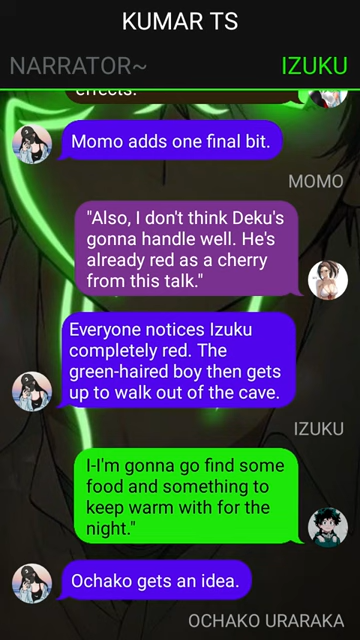 KUMAR TS
NARRATOR~
IZUKU
effects.
Momo adds one final bit.
MOMO
"Also, I don't think Deku's
gonna handle well. He's
already red as a cherry
from this talk."
Everyone notices Izuku
completely red. The
green-haired boy then gets
up to walk out of the cave.
IZUKU
I-I'm gonna go find some
food and something to
keep warm with for the
night."
Ochako gets an idea.
OCHAKO URARAKA